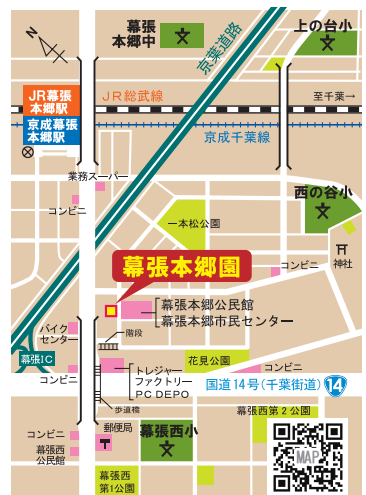 N
幕張
本郷中
京葉道路
上の台小
JR幕張
本郷駅
JR総武線
至千葉→
京成幕張
本郷駅
京成千葉線
業務スーパー
コンビニ
西の谷小
一本松公園
神社
コンビニ
幕張本郷園
幕張本郷公民館
幕張本郷市民センター
バイク
センター
階段
幕張IC
花見公園
コンビニ
トレジャー
ファクトリー
PC DEPO
コンビニ
国道14号(千葉街道)
14
歩道橋
幕張西第2公園
郵便局
幕張西小
コンビニ
幕張西
公民館
MAP
幕張西
第1公園